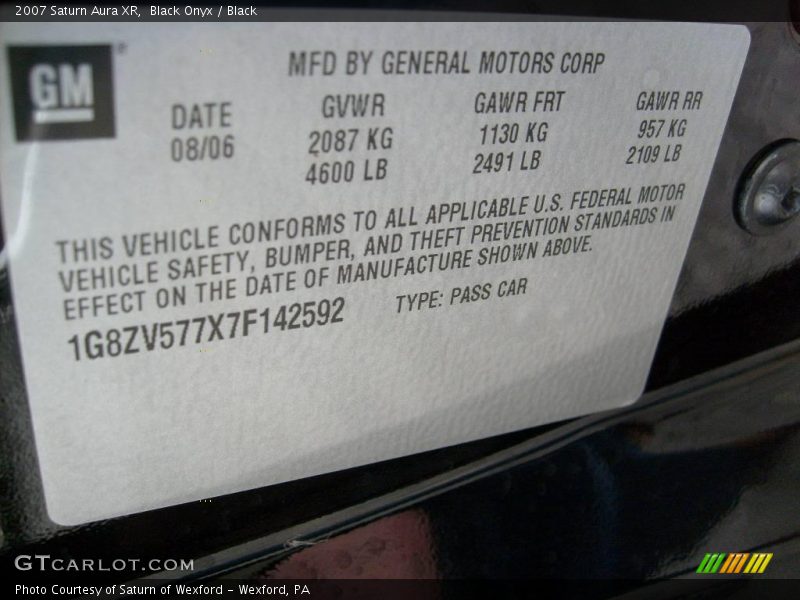 2007 Saturn Aura XR, Black Onyx / Black
GM
®
MFD BY GENERAL MOTORS CORP
DATE GVWR GAWR FRT GAWR RR
08/06 2087 KG 1130 KG 957 KG
4600 LB 2491 LB 2109 LB
THIS VEHICLE CONFORMS TO ALL APPLICABLE U.S. FEDERAL MOTOR
VEHICLE SAFETY, BUMPER, AND THEFT PREVENTION STANDARDS IN
EFFECT ON THE DATE OF MANUFACTURE SHOWN ABOVE.
1G8ZV577X7F142592 TYPE: PASS CAR
GTCARLOT.COM
Photo Courtesy of Saturn of Wexford - Wexford, PA